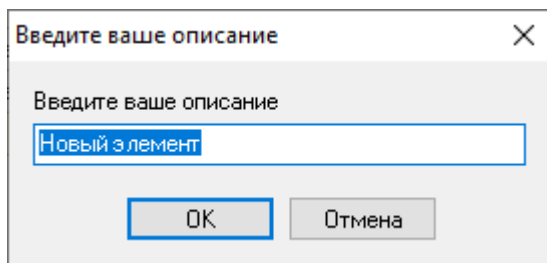 Введите ваше описание
Введите ваше описание
Новый элемент
OK Отмена